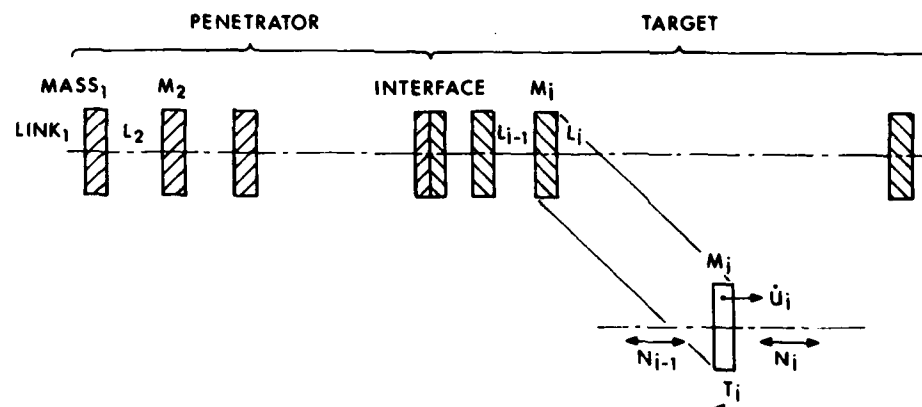 PENETRATOR TARGET
MASS₁ M₂ INTERFACE Mᵢ
LINK₁ L₂ Lᵢ₋₁ Lᵢ
Mᵢ
U̇ᵢ
Nᵢ₋₁ Nᵢ
Tᵢ